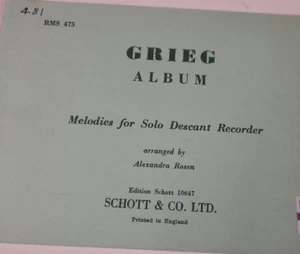 4.81
RMS 475
GRIEG
ALBUM
Melodies for Solo Descant Recorder
arranged by
Alexandra Rosen
Edition Schott 10647
SCHOTT & CO. LTD.
Printed in England